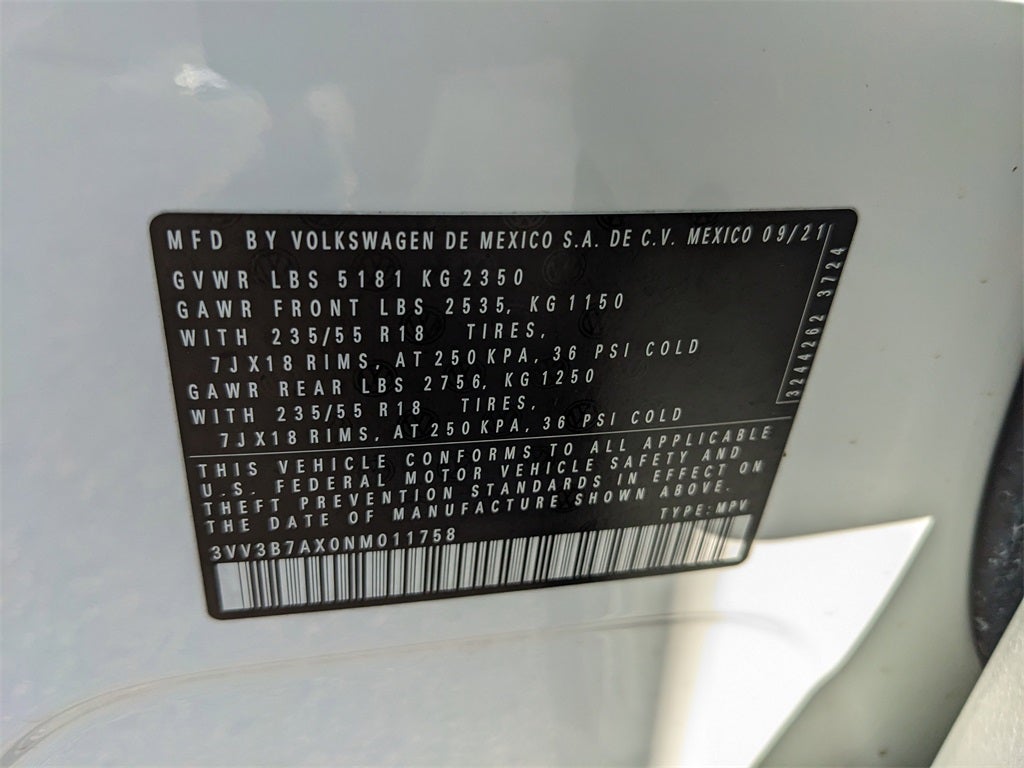 MFD BY VOLKSWAGEN DE MEXICO S.A. DE C.V. MEXICO 09/21
GVWR LBS 5181 KG 2350
GAWR FRONT LBS 2535, KG 1150
WITH 235/55 R18 TIRES,
7JX18 RIMS, AT 250 KPA, 36 PSI COLD
GAWR REAR LBS 2756, KG 1250
WITH 235/55 R18 TIRES,
7JX18 RIMS, AT 250 KPA, 36 PSI COLD
3244262 3724
THIS VEHICLE CONFORMS TO ALL APPLICABLE
U.S. FEDERAL MOTOR VEHICLE SAFETY AND
THEFT PREVENTION STANDARDS IN EFFECT ON
THE DATE OF MANUFACTURE SHOWN ABOVE.
TYPE: MPV
3VV3B7AX0NM011758